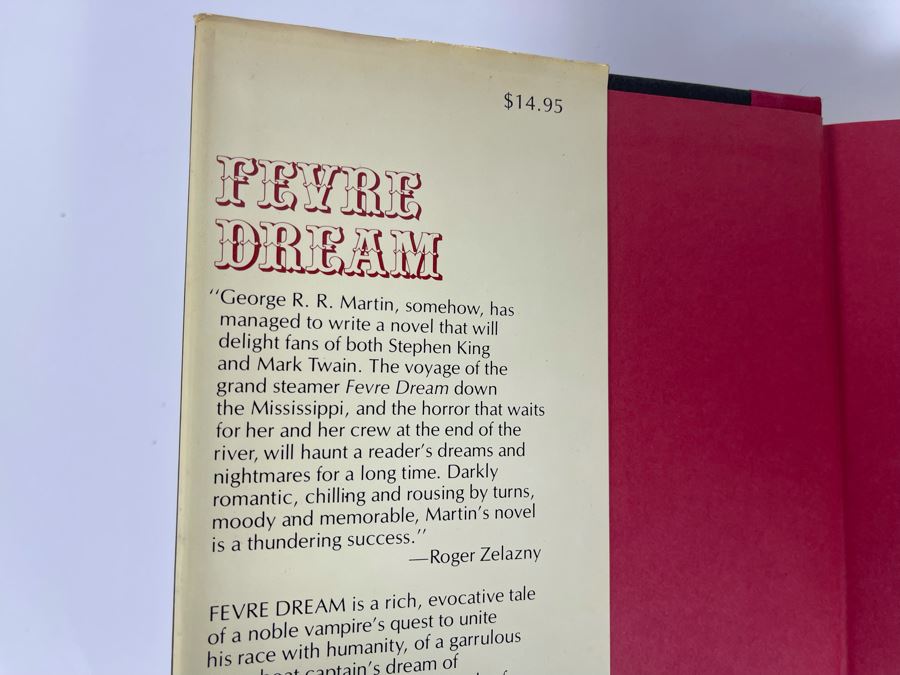 $14.95
FEVRE
DREAM
"George R. R. Martin, somehow, has
managed to write a novel that will
delight fans of both Stephen King
and Mark Twain. The voyage of the
grand steamer Fevre Dream down
the Mississippi, and the horror that waits
for her and her crew at the end of the
river, will haunt a reader's dreams and
nightmares for a long time. Darkly
romantic, chilling and rousing by turns,
moody and memorable, Martin's novel
is a thundering success."
—Roger Zelazny
FEVRE DREAM is a rich, evocative tale
of a noble vampire's quest to unite
his race with humanity, of a garrulous
captain's dream of